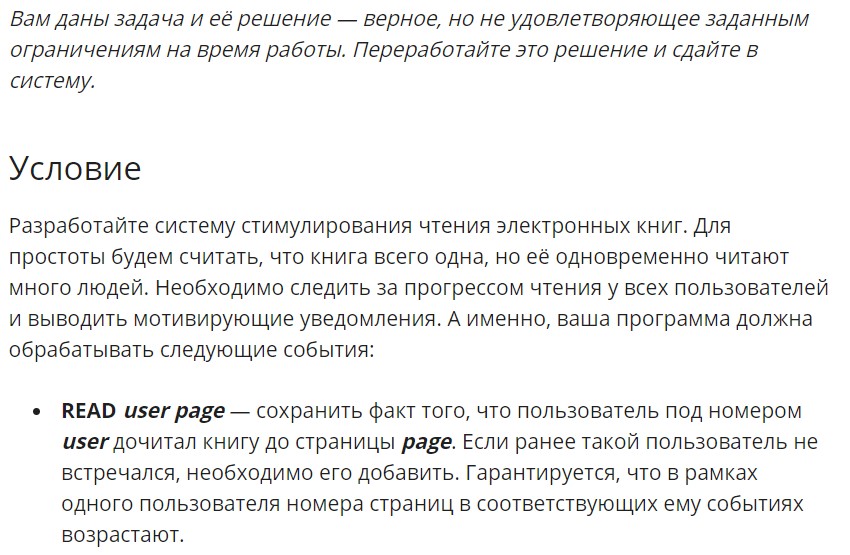 Вам даны задача и её решение — верное, но не удовлетворяющее заданным
ограничениям на время работы. Переработайте это решение и сдайте в
систему.
Условие
Разработайте систему стимулирования чтения электронных книг. Для
простоты будем считать, что книга всего одна, но её одновременно читают
много людей. Необходимо следить за прогрессом чтения у всех пользователей
и выводить мотивирующие уведомления. А именно, ваша программа должна
обрабатывать следующие события:
• READ user page — сохранить факт того, что пользователь под номером
user дочитал книгу до страницы page. Если ранее такой пользователь не
встречался, необходимо его добавить. Гарантируется, что в рамках
одного пользователя номера страниц в соответствующих ему событиях
возрастают.